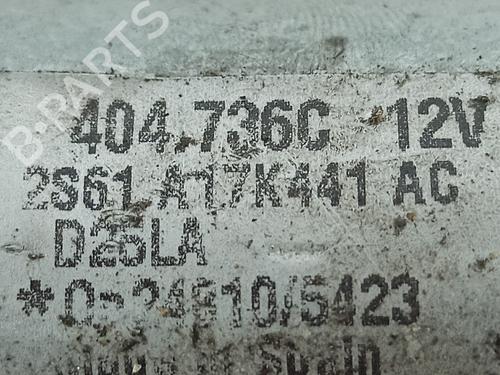 B-PARTS
404.736C 12V
2S61 A17K441 AC
D25LA
Spain